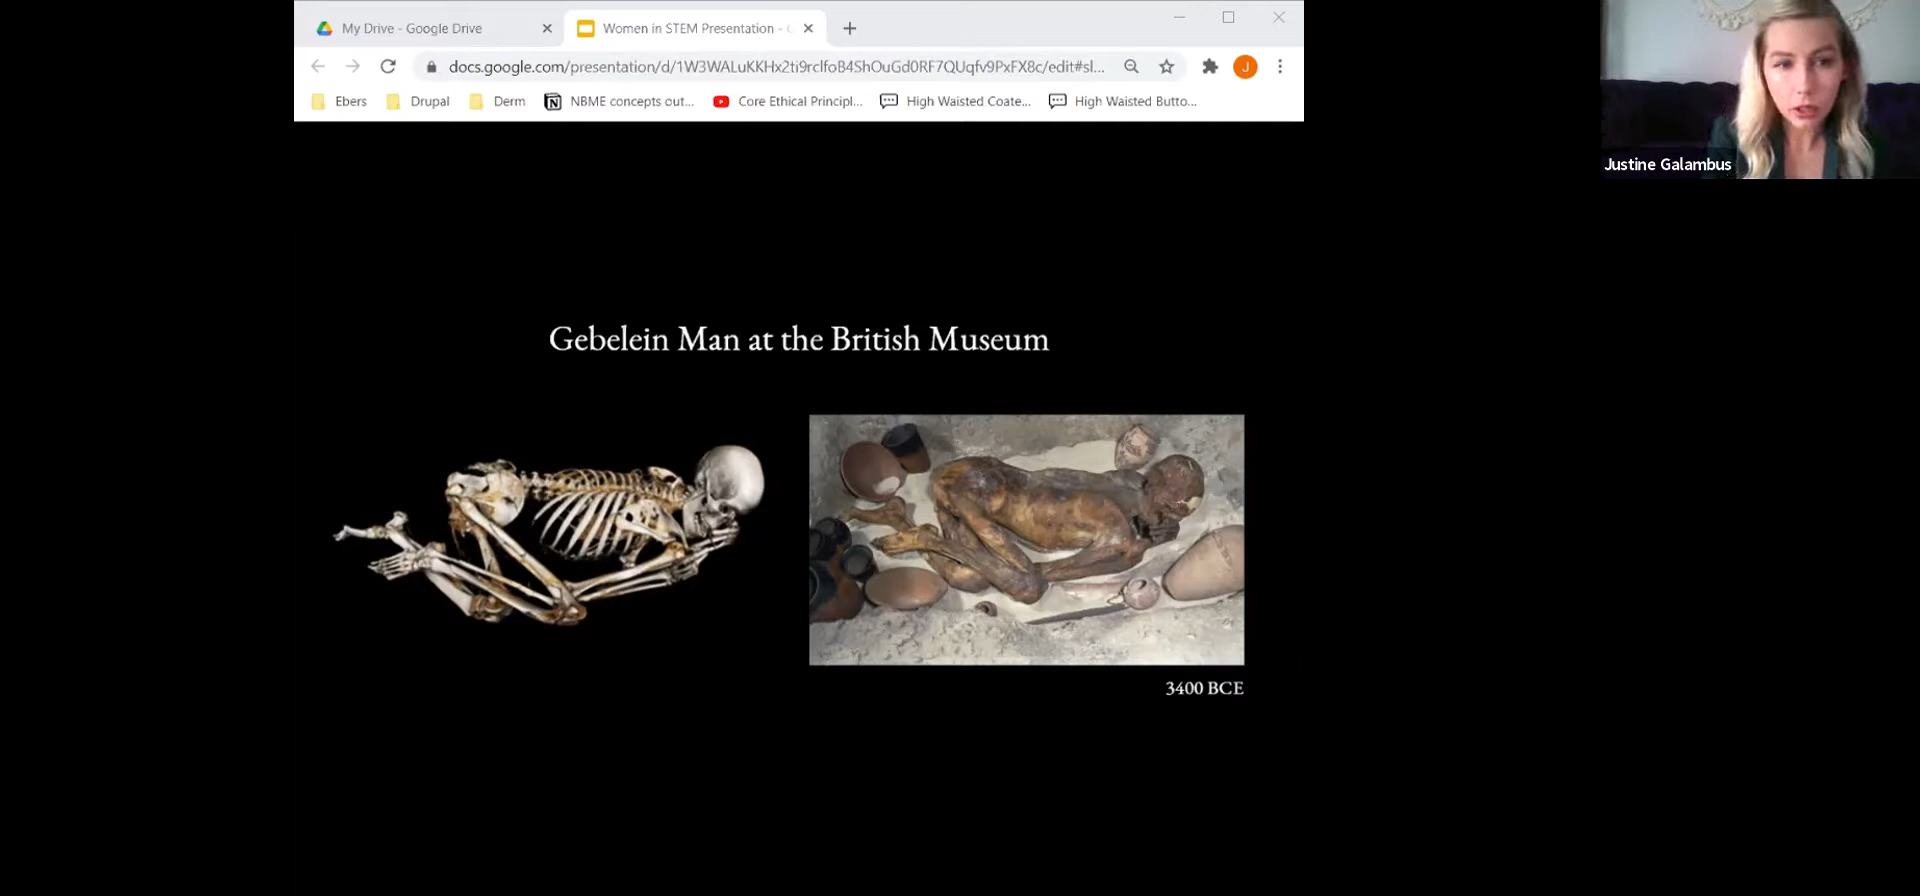 My Drive - Google Drive
Women in STEM Presentation -
docs.google.com/presentation/d/1W3WALuKKHx2ti9rclfoB4ShOuGd0RF7QUqfv9PxFX8c/edit#sl...
J
Ebers
Drupal
Derm
NBME concepts out...
Core Ethical Principl...
High Waisted Coate...
High Waisted Butto...
Justine Galambus
Gebelein Man at the British Museum
3400 BCE